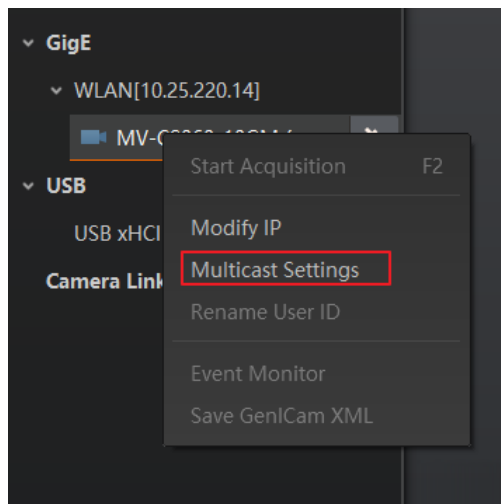 GigE
WLAN[10.25.220.14]
Start Acquisition F2
USB
USB xHCI
Modify IP
Camera Link
Multicast Settings
Rename User ID
Event Monitor
Save GenICam XML